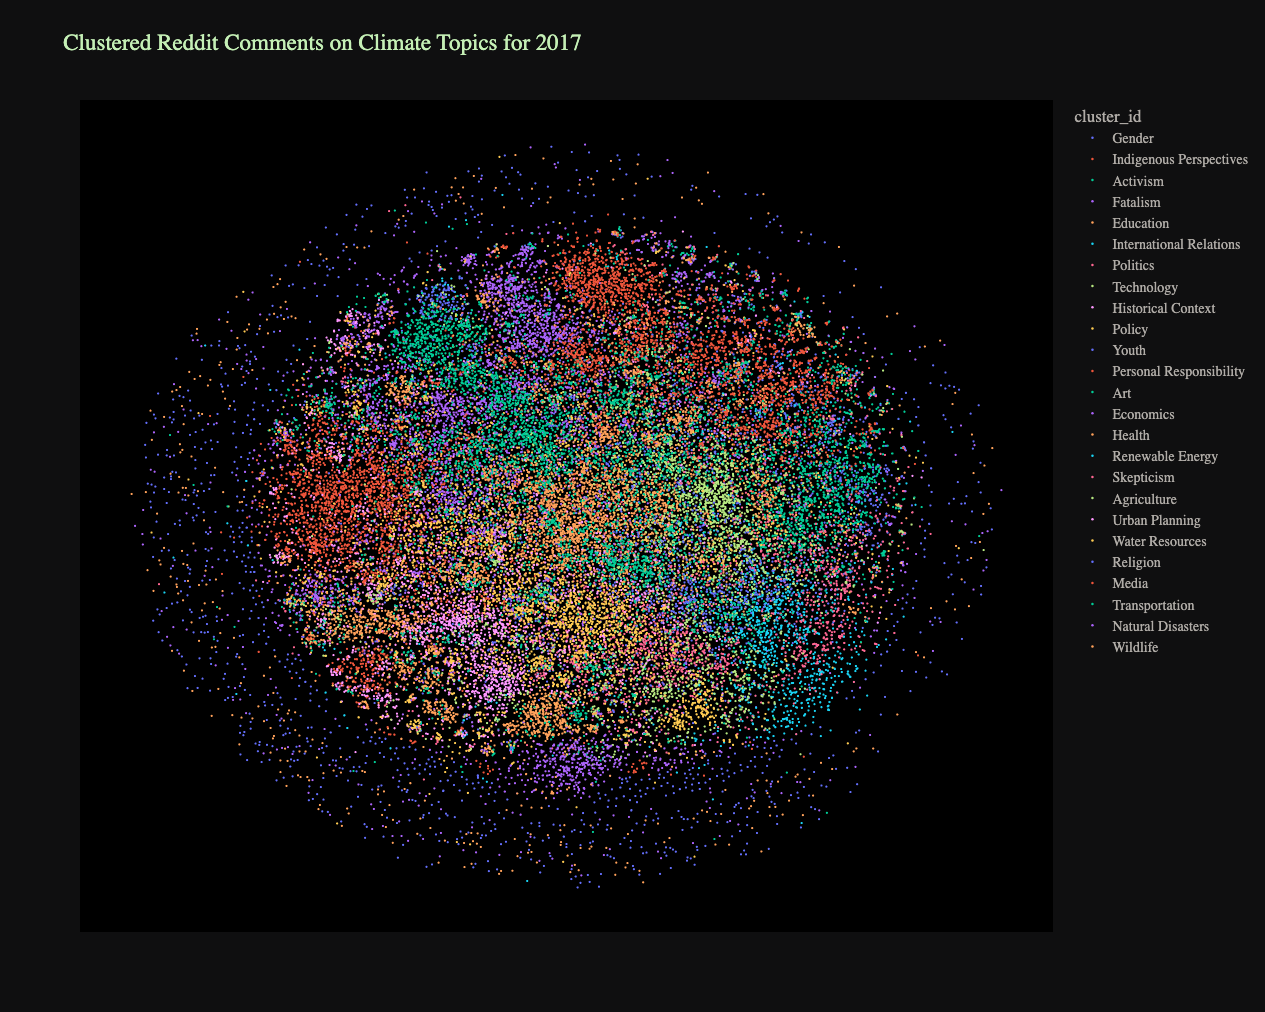 Clustered Reddit Comments on Climate Topics for 2017
cluster_id
Gender
Indigenous Perspectives
Activism
Fatalism
Education
International Relations
Politics
Technology
Historical Context
Policy
Youth
Personal Responsibility
Art
Economics
Health
Renewable Energy
Skepticism
Agriculture
Urban Planning
Water Resources
Religion
Media
Transportation
Natural Disasters
Wildlife